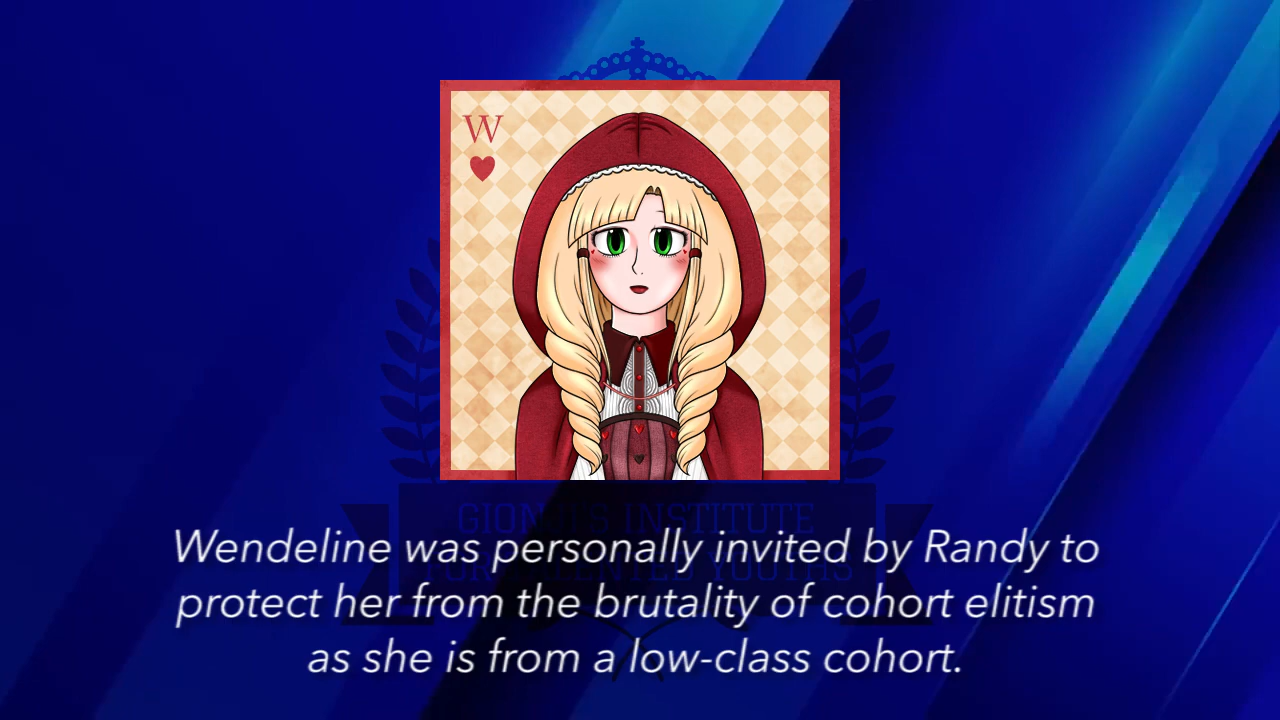 W
Wendeline was personally invited by Randy to
protect her from the brutality of cohort elitism
as she is from a low-class cohort.
INSTITUTE